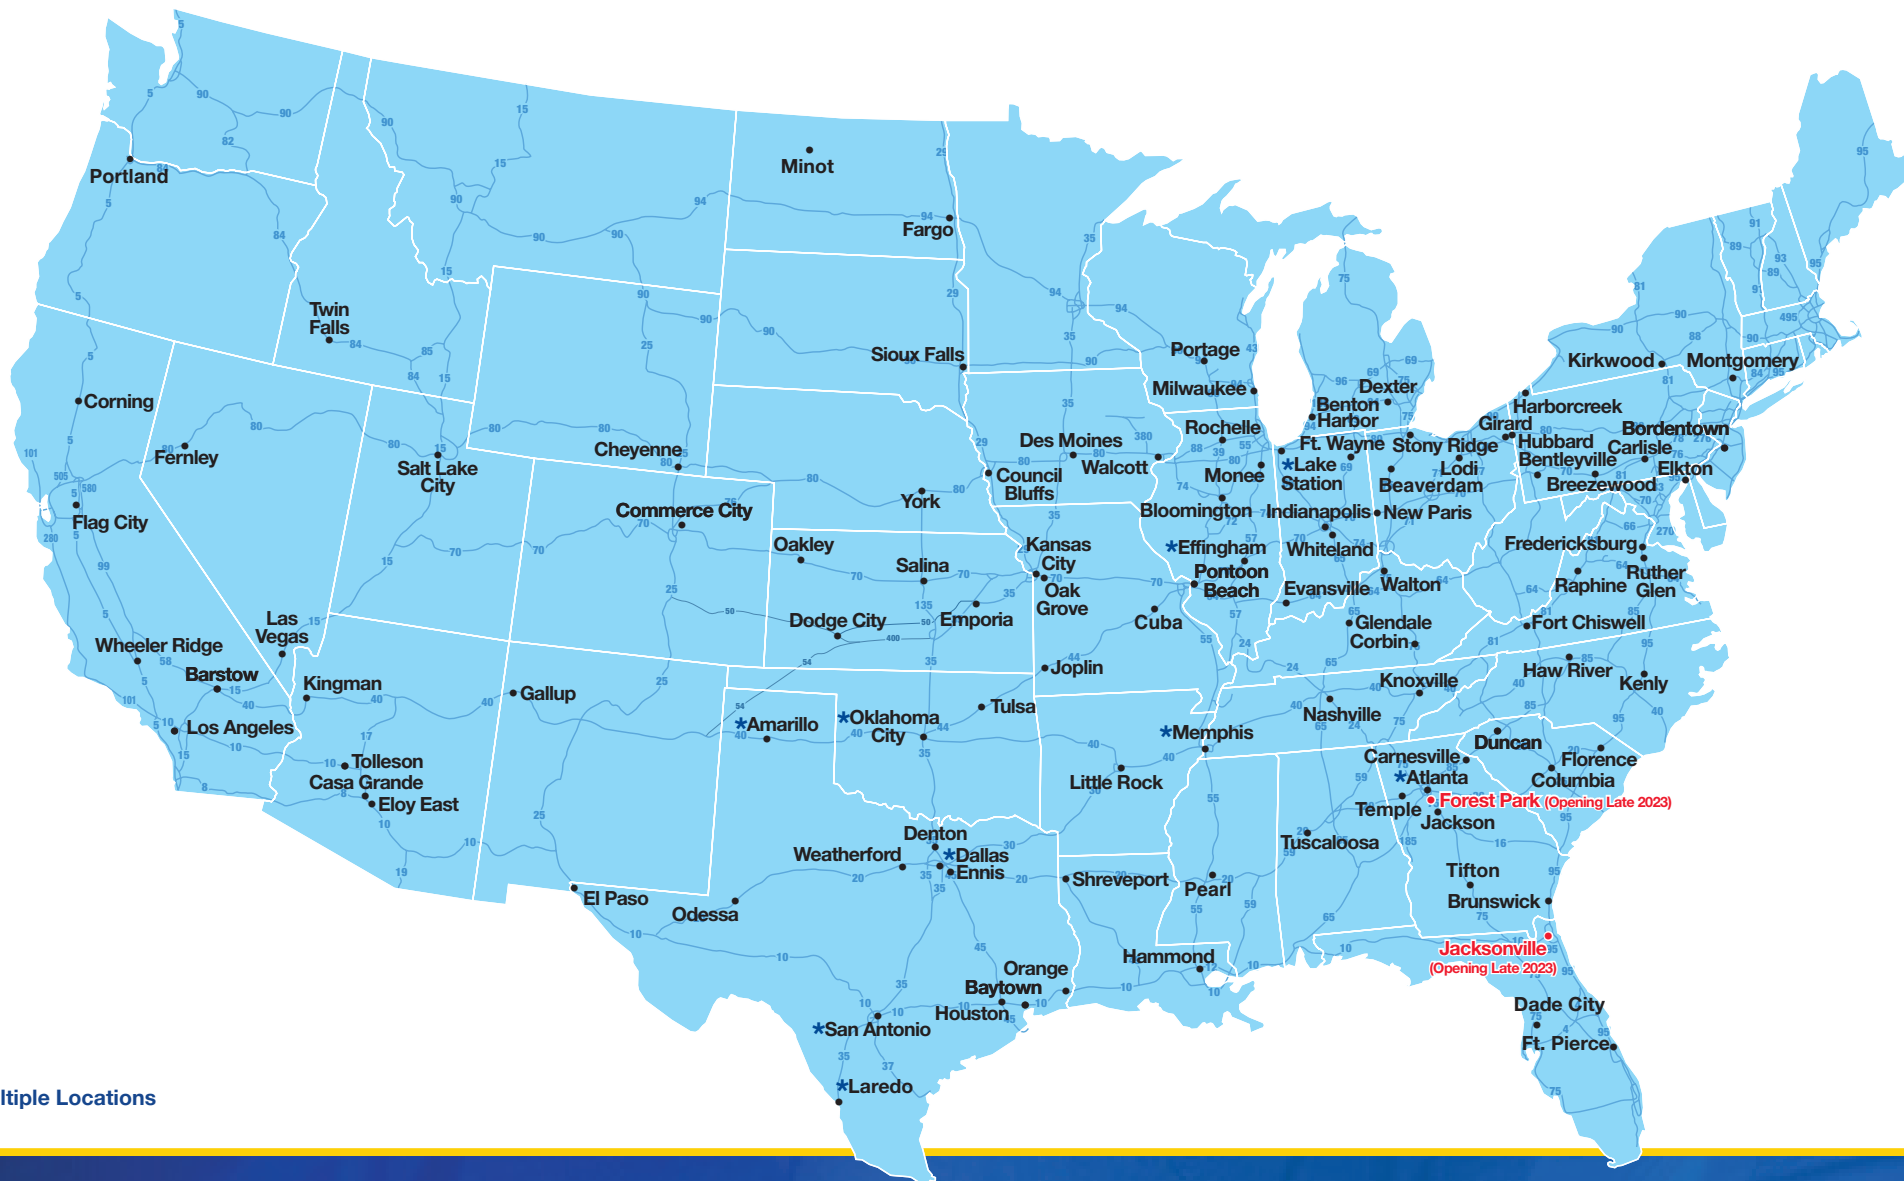 Portland
Minot
Fargo
Twin
Falls
Sioux Falls
Portage
Milwaukee
Dexter
Benton
Harbor
Kirkwood
Montgomery
Harborcreek
Corning
Fernley
Salt Lake
City
Cheyenne
Des Moines
Walcott
Council
Bluffs
York
Rochelle
Monee
Bloomington
Ft. Wayne
*Lake
Station
Stony Ridge
Lodi
Beaverdam
Girard
Hubbard
Bentleyville
Breezewood
Bordentown
Carlisle
Elkton
Flag City
Commerce City
Oakley
Salina
Kansas
City
Oak
Grove
Dodge City
Emporia
*Effingham
Pontoon
Beach
Cuba
Indianapolis
Whiteland
New Paris
Evansville
Walton
Glendale
Corbin
Fredericksburg
Raphine
Ruther
Glen
Fort Chiswell
Las
Vegas
Wheeler Ridge
Barstow
Kingman
Gallup
Los Angeles
Tolleson
Casa Grande
Eloy East
Joplin
Tulsa
*Amarillo
*Oklahoma
City
*Memphis
Little Rock
Knoxville
Nashville
Haw River
Kenly
Duncan
Carnesville
Florence
Columbia
*Atlanta
Forest Park (Opening Late 2023)
Temple
Jackson
Tuscaloosa
Tifton
Brunswick
Denton
*Dallas
Ennis
Weatherford
Shreveport
Pearl
El Paso
Odessa
Jacksonville
(Opening Late 2023)
Hammond
Orange
Baytown
Houston
*San Antonio
*Laredo
Dade City
Ft. Pierce
ltiple Locations